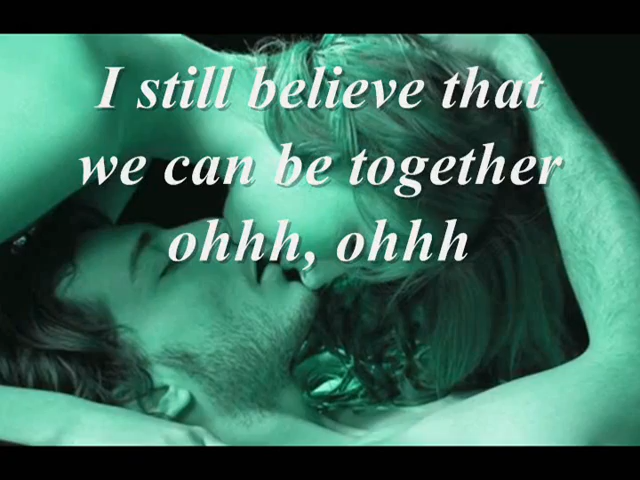 I still believe that
we can be together
ohhh, ohhh